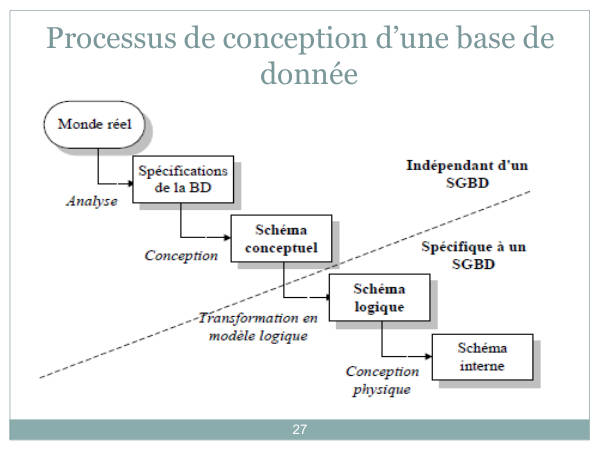 Processus de conception d’une base de
donnée
Monde réel
Spécifications
de la BD
Analyse
Indépendant d'un
SGBD
Schéma
conceptuel
Conception
Spécifique à un
SGBD
Schéma
logique
Transformation en
modèle logique
Schéma
interne
Conception
physique
27